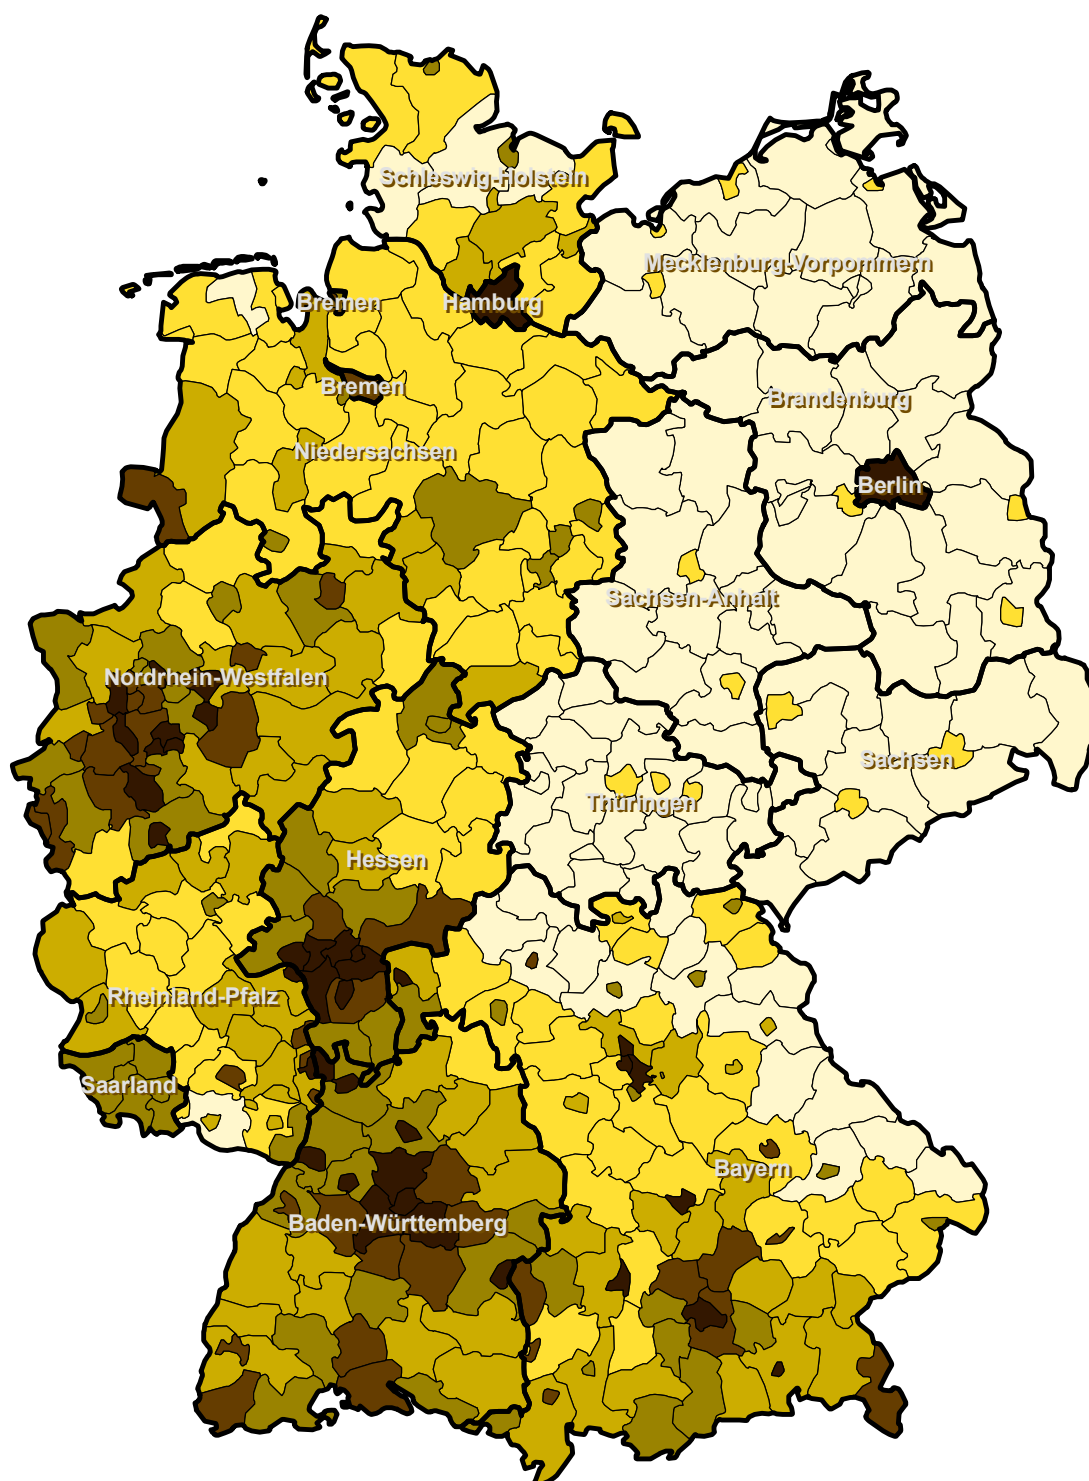 Schleswig-Holstein
Mecklenburg-Vorpommern
Bremen
Hamburg
Bremen
Brandenburg
Niedersachsen
Berlin
Sachsen-Anhalt
Nordrhein-Westfalen
Sachsen
Thüringen
Hessen
Rheinland-Pfalz
Saarland
Bayern
Baden-Württemberg